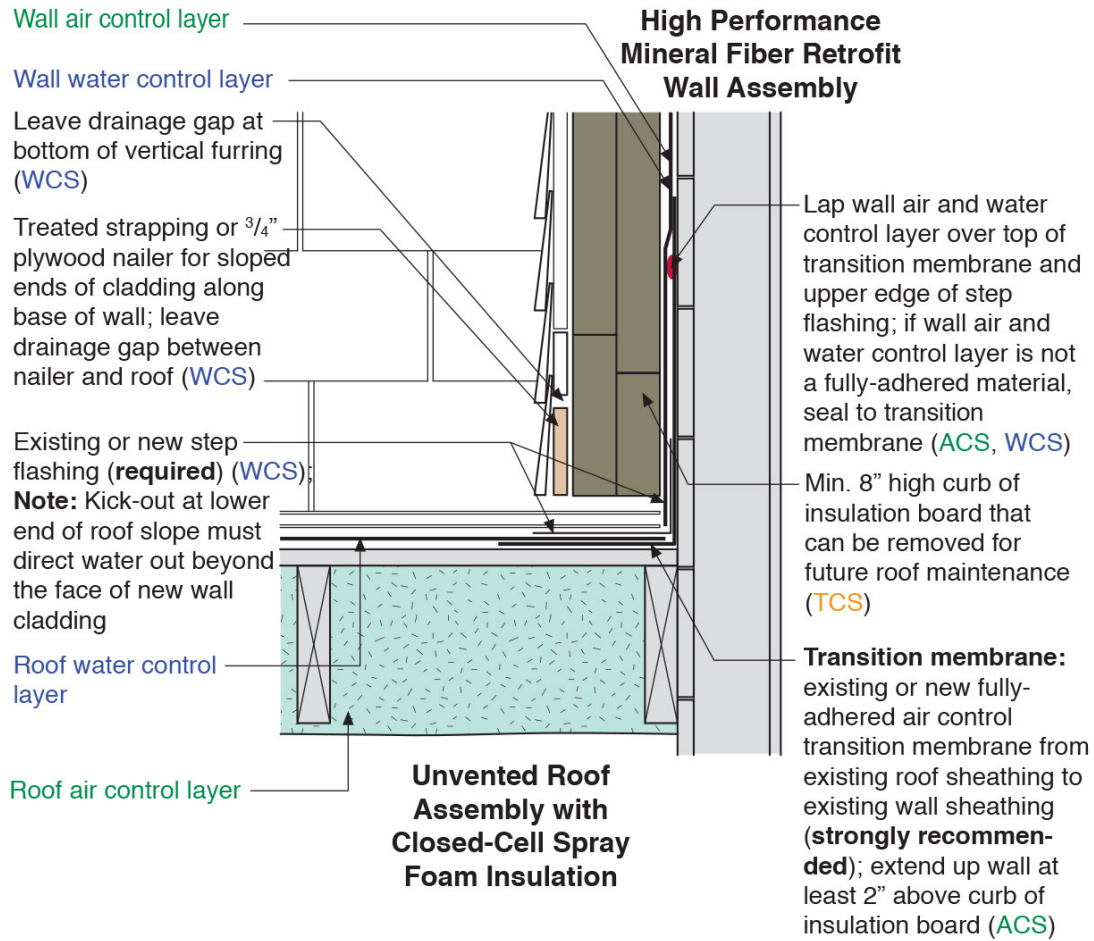 Wall air control layer
High Performance
Mineral Fiber Retrofit
Wall Assembly
Wall water control layer
Leave drainage gap at
bottom of vertical furring
(WCS)
Treated strapping or 3/4”
plywood nailer for sloped
ends of cladding along
base of wall; leave
drainage gap between
nailer and roof (WCS)
Existing or new step
flashing (required) (WCS);
Note: Kick-out at lower
end of roof slope must
direct water out beyond
the face of new wall
cladding
Roof water control
layer
Roof air control layer
Unvented Roof
Assembly with
Closed-Cell Spray
Foam Insulation
Lap wall air and water
control layer over top of
transition membrane and
upper edge of step
flashing; if wall air and
water control layer is not
a fully-adhered material,
seal to transition
membrane (ACS, WCS)
Min. 8” high curb of
insulation board that
can be removed for
future roof maintenance
(TCS)
Transition membrane:
existing or new fully-
adhered air control
transition membrane from
existing roof sheathing to
existing wall sheathing
(strongly recommen-
ded); extend up wall at
least 2” above curb of
insulation board (ACS)